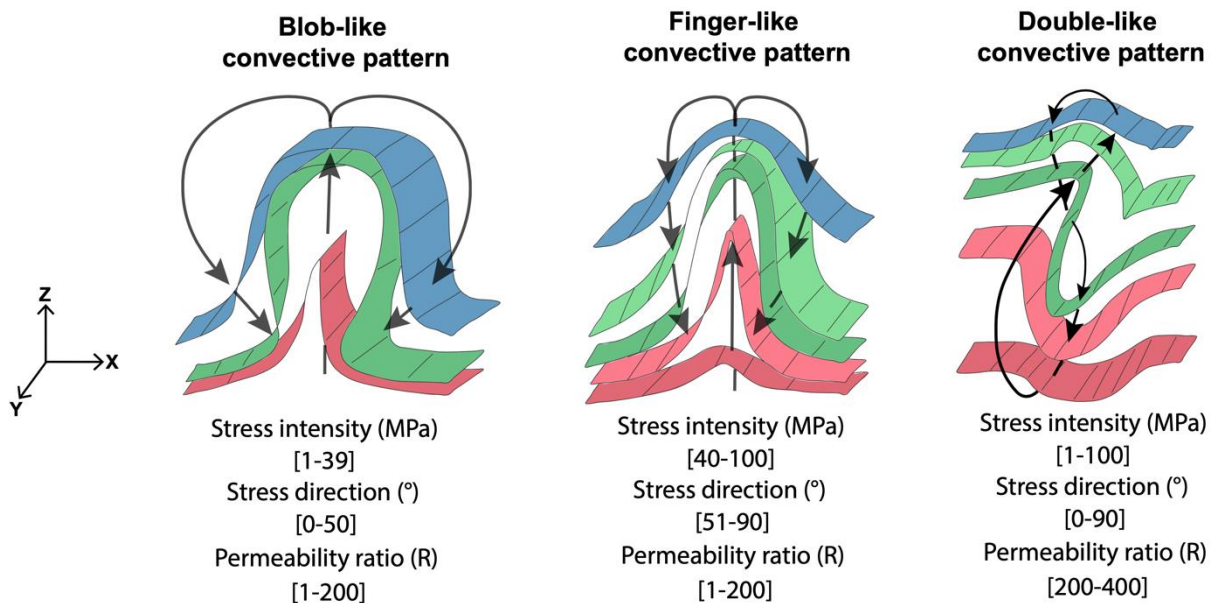 Blob-like
convective pattern
Finger-like
convective pattern
Double-like
convective pattern
Z
X
Y
Stress intensity (MPa)
[1-39]
Stress direction (°)
[0-50]
Permeability ratio (R)
[1-200]
Stress intensity (MPa)
[40-100]
Stress direction (°)
[51-90]
Permeability ratio (R)
[1-200]
Stress intensity (MPa)
[1-100]
Stress direction (°)
[0-90]
Permeability ratio (R)
[200-400]